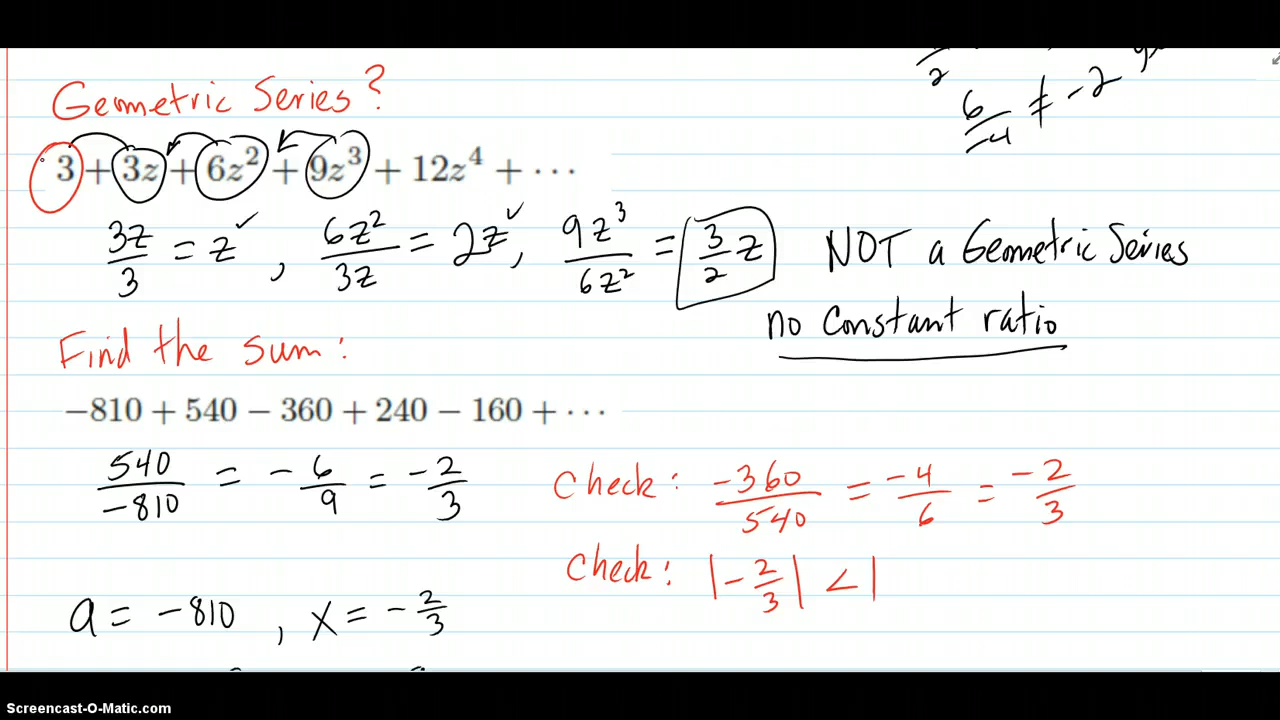 2
6/-4 ≠ -2
Geometric Series?
3 + 3z + 6z² + 9z³ + 12z⁴ + ⋯
3z/3 = z ✓, 6z²/3z = 2z ✓, 9z³/6z² = 3/2 z NOT a Geometric Series
no constant ratio
Find the sum:
−810 + 540 − 360 + 240 − 160 + ⋯
540/-810 = -6/9 = -2/3 Check: -360/540 = -4/6 = -2/3
Check: |-2/3| < 1
a = -810, x = -2/3
Screencast-O-Matic.com